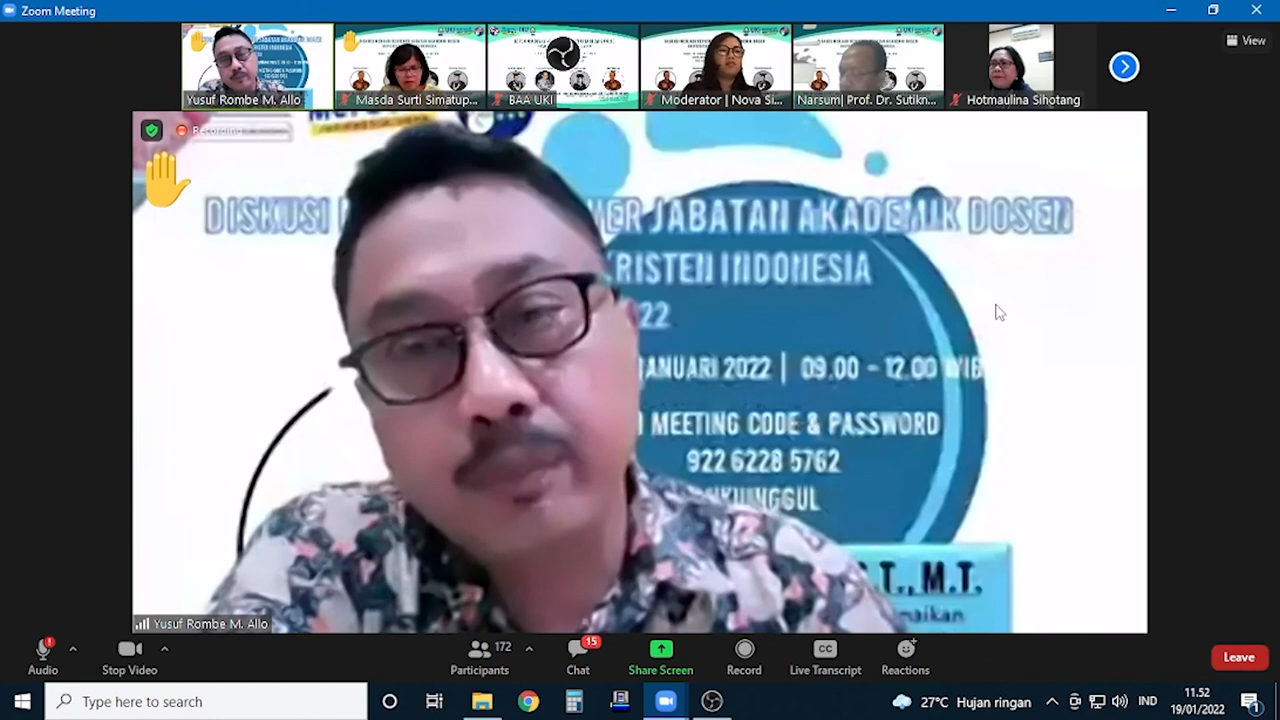 Zoom Meeting
View
Yusuf Rombe M. Allo
Masda Surti Simatup...
BAA UKI
Moderator | Nova Si...
Narsum| Prof. Dr. Sutikn...
Hotmaulina Sihotang
Recording
DISKUSI JABATAN AKADEMIK DOSEN
KRISTEN INDONESIA
22
JANUARI 2022 | 09.00 - 12.00 WIB
MEETING CODE & PASSWORD
922 6228 5762
T., M.T.
Yusuf Rombe M. Allo
Audio
Stop Video
Participants
172
Chat
15
Share Screen
Record
CC
Live Transcript
Reactions
Leave
Type here to search
27°C Hujan ringan
IND
11.52
19/01/2022
1